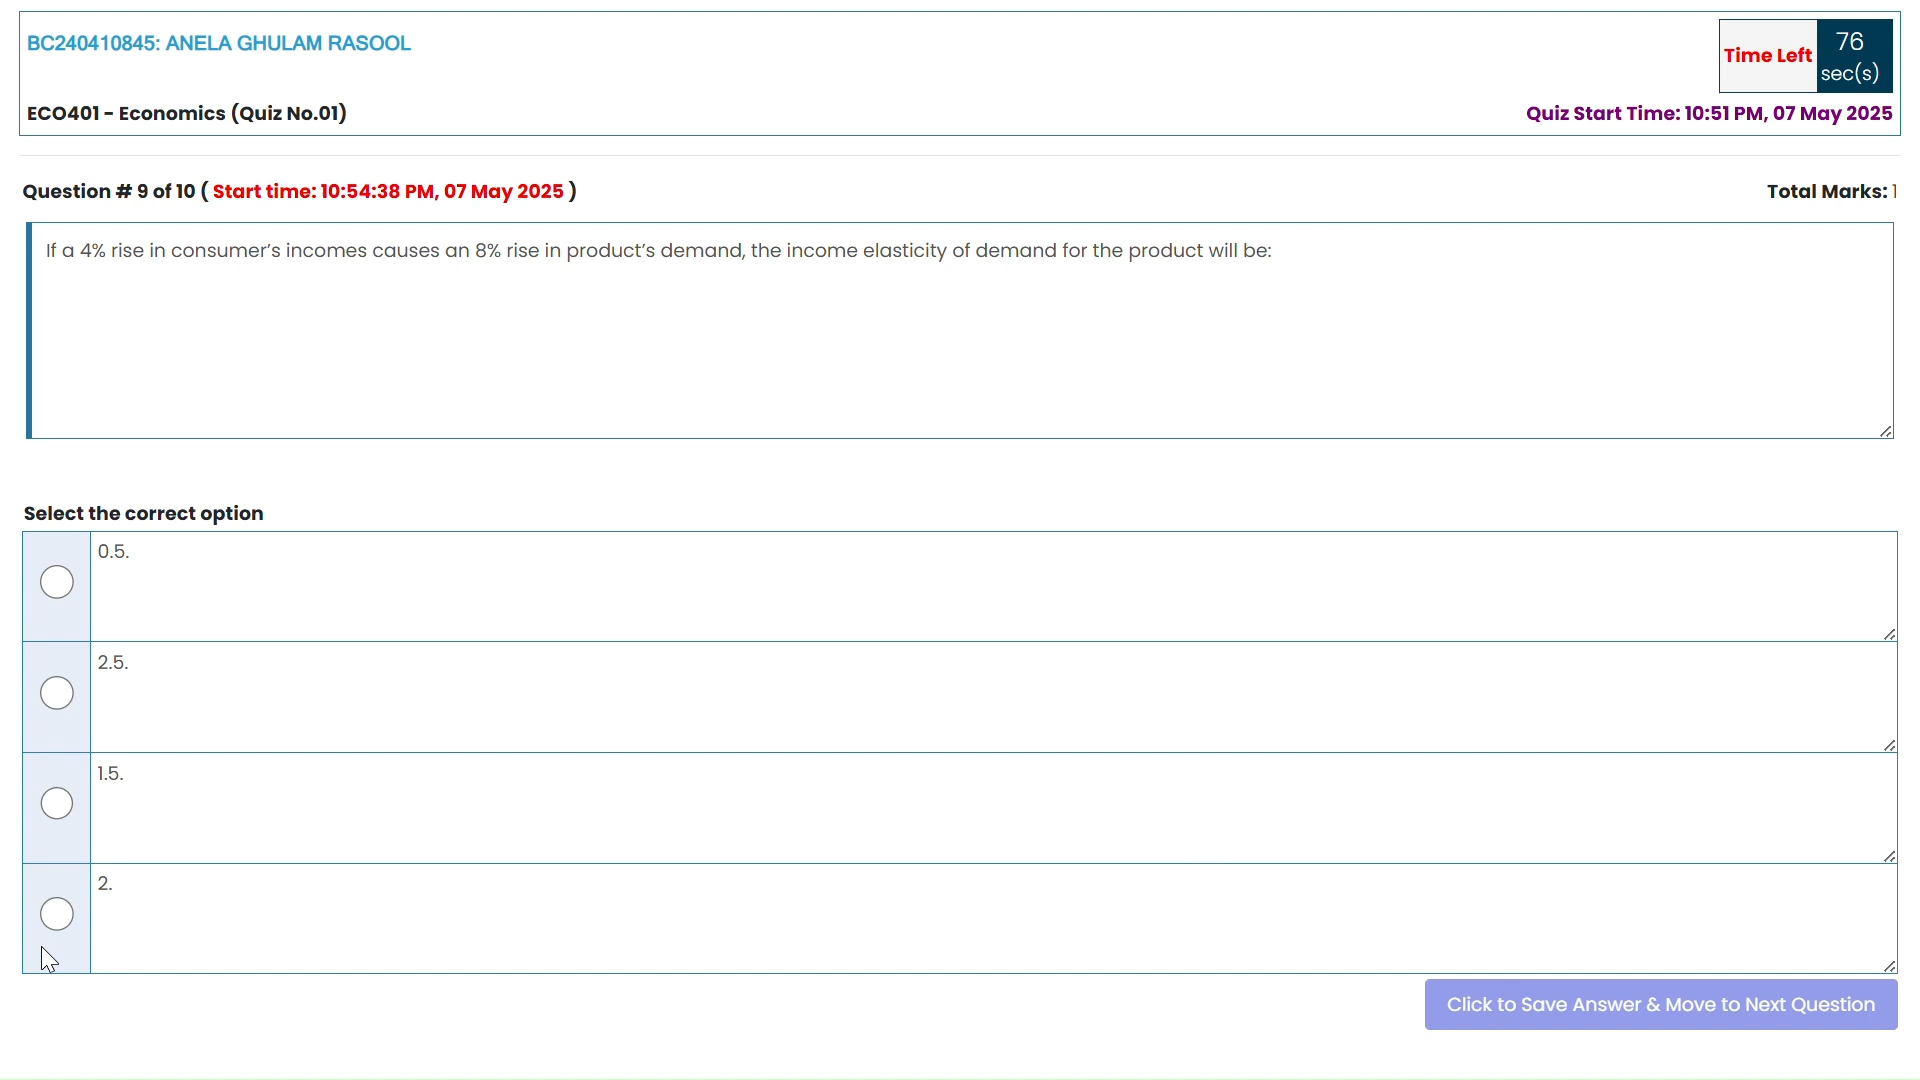 BC240410845: ANELA GHULAM RASOOL
Time Left
76
sec(s)
ECO401 - Economics (Quiz No.01)
Quiz Start Time: 10:51 PM, 07 May 2025
Question # 9 of 10 ( Start time: 10:54:38 PM, 07 May 2025 )
Total Marks: 1
If a 4% rise in consumer’s incomes causes an 8% rise in product’s demand, the income elasticity of demand for the product will be:
Select the correct option
0.5.
2.5.
1.5.
2.
Click to Save Answer & Move to Next Question